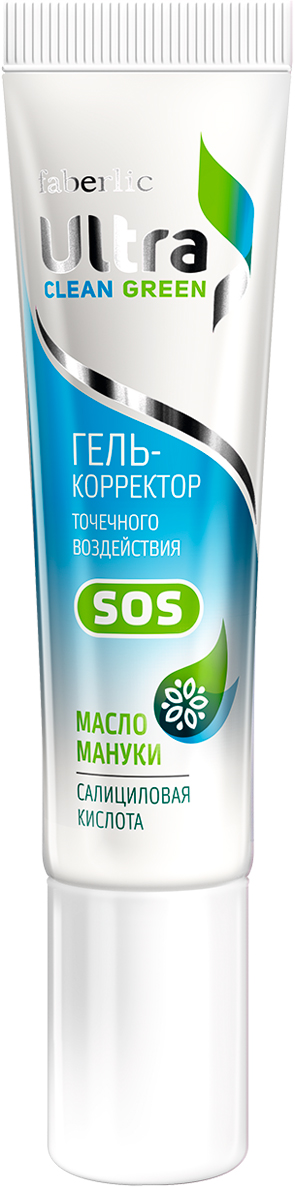 faberlic
Ultra
CLEAN GREEN
ГЕЛЬ-
КОРРЕКТОР
ТОЧЕЧНОГО
ВОЗДЕЙСТВИЯ
SOS
МАСЛО
МАНУКИ
САЛИЦИЛОВАЯ
КИСЛОТА